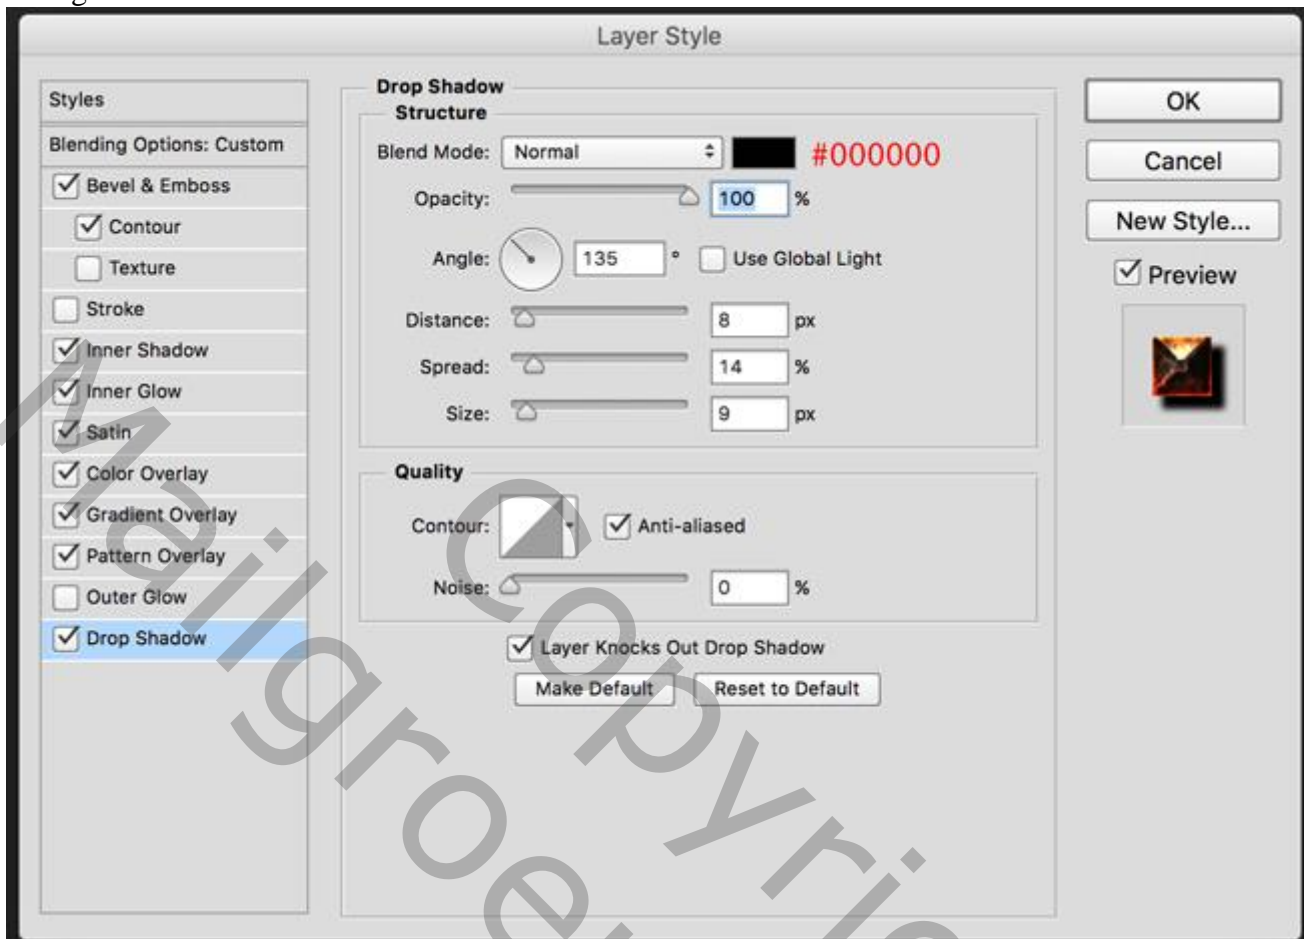 Layer Style
Styles
Blending Options: Custom
Bevel & Emboss
Contour
Texture
Stroke
Inner Shadow
Inner Glow
Satin
Color Overlay
Gradient Overlay
Pattern Overlay
Outer Glow
Drop Shadow
Drop Shadow
Structure
Blend Mode: Normal #000000
Opacity: 100 %
Angle: 135 ° Use Global Light
Distance: 8 px
Spread: 14 %
Size: 9 px
Quality
Contour: Anti-aliased
Noise: 0 %
Layer Knocks Out Drop Shadow
Make Default Reset to Default
OK
Cancel
New Style...
Preview